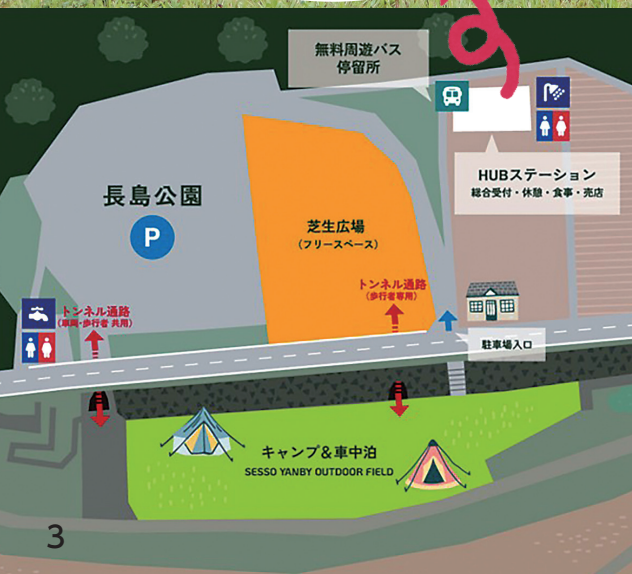 無料周遊バス
停留所
HUBステーション
総合受付・休憩・食事・売店
長島公園
P
芝生広場
（フリースペース）
トンネル通路
（歩行者専用）
トンネル通路
（車両・歩行者 共用）
駐車場入口
キャンプ＆車中泊
SESSO YANBY OUTDOOR FIELD
3